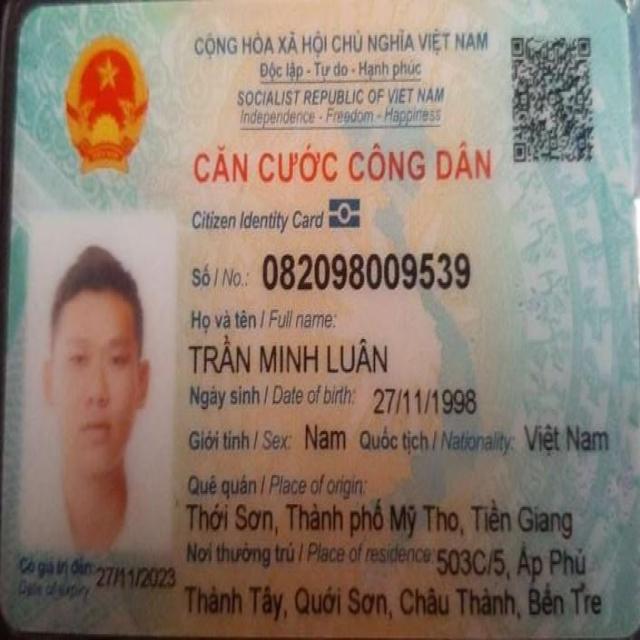 CỘNG HÒA XÃ HỘI CHỦ NGHĨA VIỆT NAM
Độc lập - Tự do - Hạnh phúc
SOCIALIST REPUBLIC OF VIET NAM
Independence - Freedom - Happiness
CĂN CƯỚC CÔNG DÂN
Citizen Identity Card
Số / No.: 082098009539
Họ và tên / Full name:
TRẦN MINH LUÂN
Ngày sinh / Date of birth: 27/11/1998
Giới tính / Sex: Nam Quốc tịch / Nationality: Việt Nam
Quê quán / Place of origin:
Thới Sơn, Thành phố Mỹ Tho, Tiền Giang
Nơi thường trú / Place of residence: 503C/5, Ấp Phú
Thành Tây, Quới Sơn, Châu Thành, Bến Tre
Có giá trị đến: 27/11/2023
Date of expiry